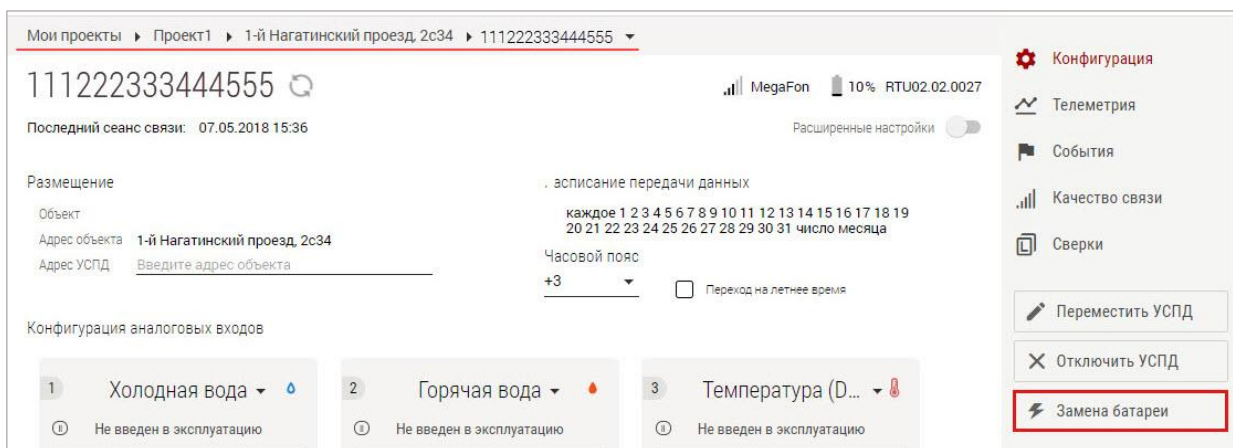 Мои проекты Проект1 1-й Нагатинский проезд, 2с34 111222333444555
111222333444555
MegaFon 10% RTU02.02.0027
Последний сеанс связи: 07.05.2018 15:36
Расширенные настройки
Размещение
Объект
Адрес объекта 1-й Нагатинский проезд, 2с34
Адрес УСПД Введите адрес объекта
. асписание передачи данных
каждое 1 2 3 4 5 6 7 8 9 10 11 12 13 14 15 16 17 18 19
20 21 22 23 24 25 26 27 28 29 30 31 число месяца
Часовой пояс
+3
Переход на летнее время
Конфигурация аналоговых входов
1 Холодная вода
Не введен в эксплуатацию
2 Горячая вода
Не введен в эксплуатацию
3 Температура (D...
Не введен в эксплуатацию
Конфигурация
Телеметрия
События
Качество связи
Сверки
Переместить УСПД
Отключить УСПД
Замена батареи